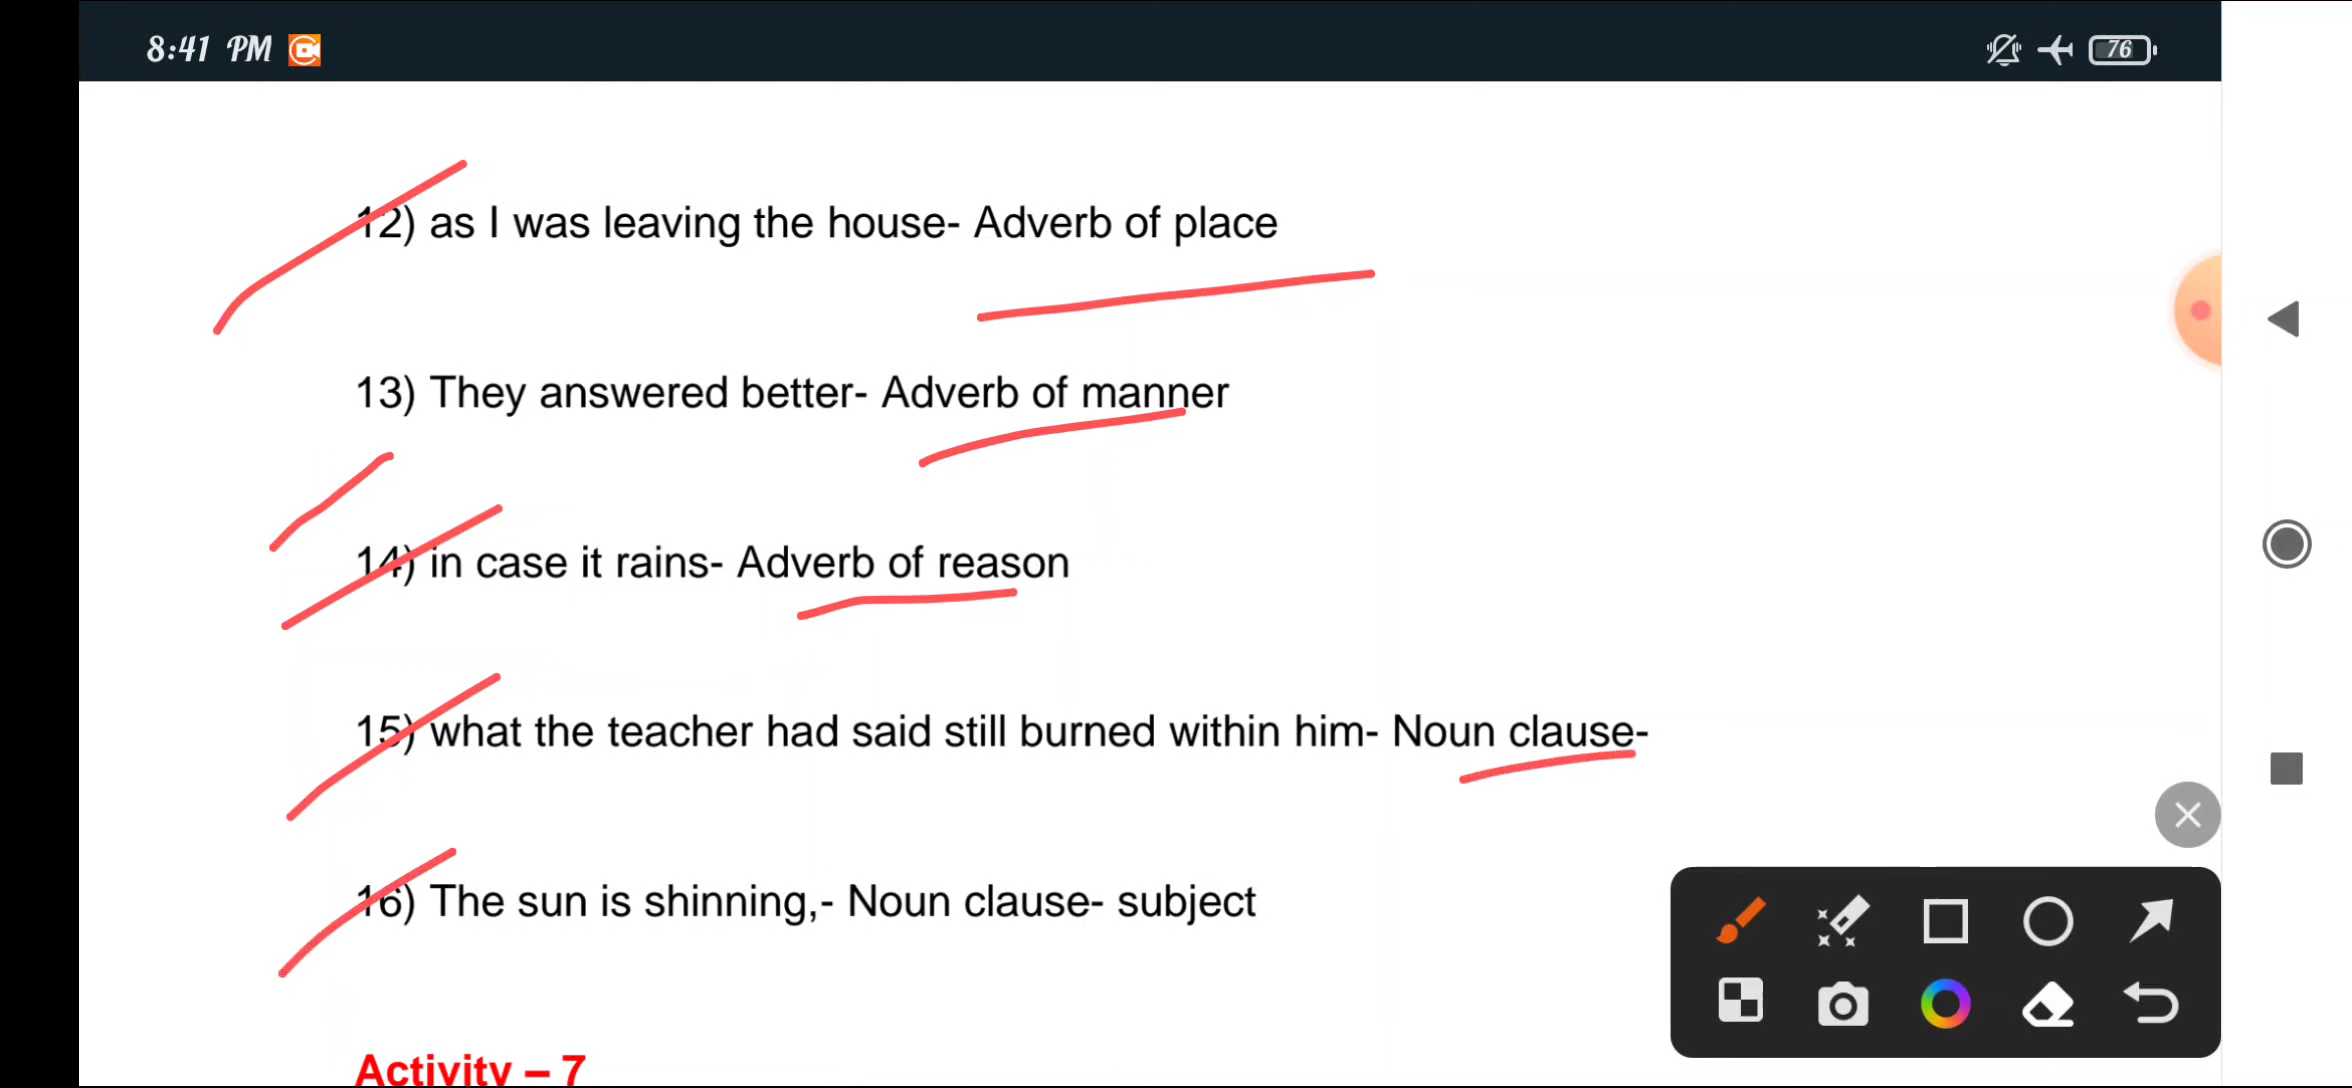 8:41 PM
76
12) as I was leaving the house- Adverb of place
13) They answered better- Adverb of manner
14) in case it rains- Adverb of reason
15) what the teacher had said still burned within him- Noun clause-
16) The sun is shinning,- Noun clause- subject
Activity – 7